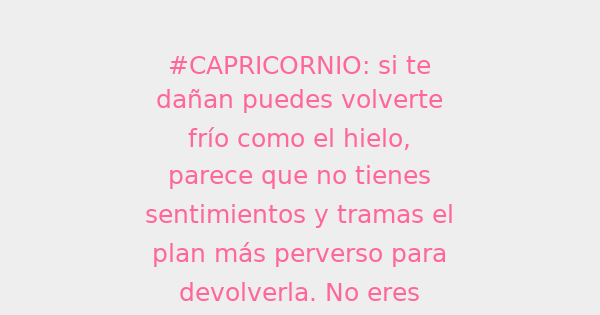 #CAPRICORNIO: si te
dañan puedes volverte
frío como el hielo,
parece que no tienes
sentimientos y tramas el
plan más perverso para
devolverla. No eres